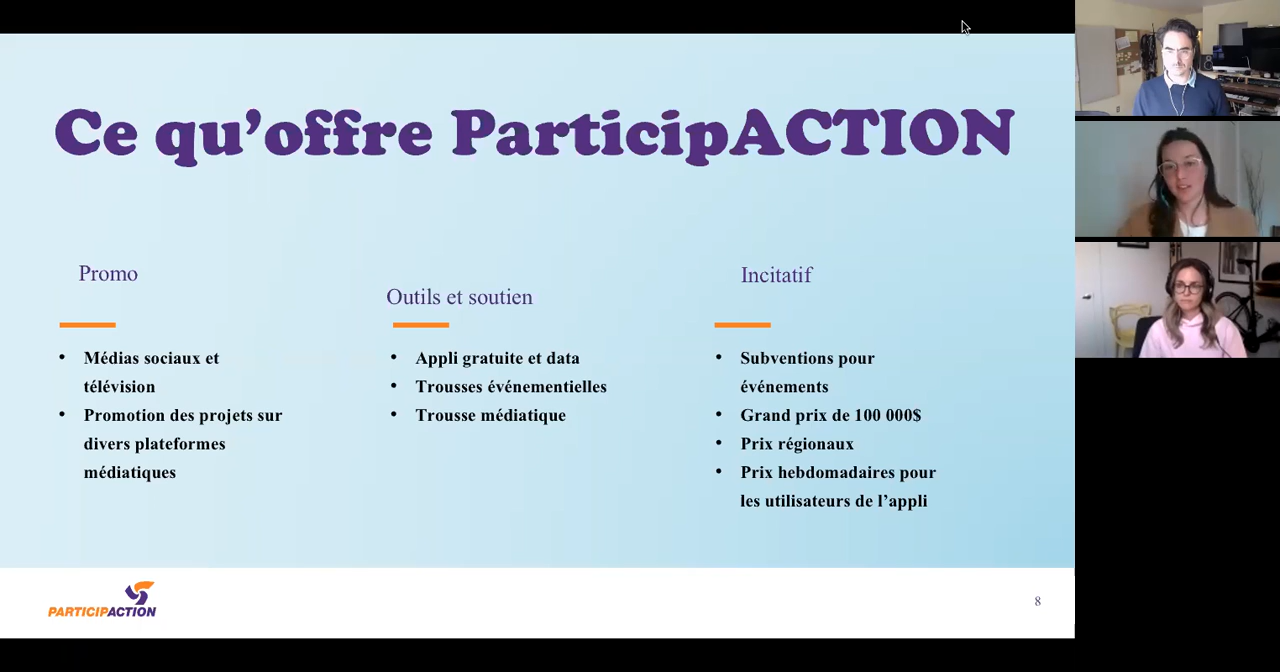 Ce qu’offre ParticipACTION
Promo
Médias sociaux et
télévision
Promotion des projets sur
divers plateformes
médiatiques
Outils et soutien
Appli gratuite et data
Trousses événementielles
Trousse médiatique
Incitatif
Subventions pour
événements
Grand prix de 100 000$
Prix régionaux
Prix hebdomadaires pour
les utilisateurs de l’appli
PARTICIPACTION
8